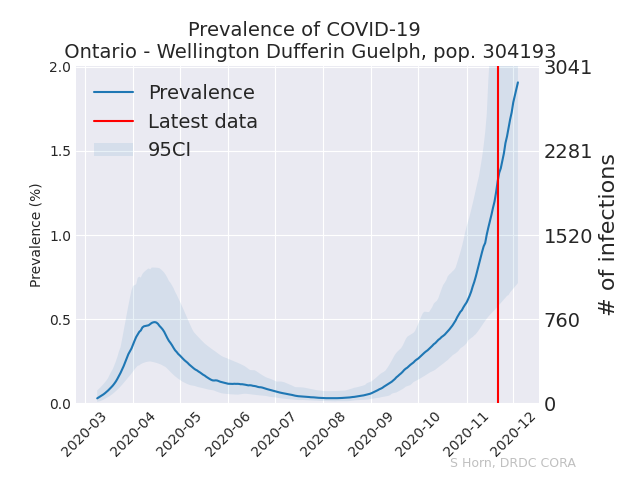 Prevalence of COVID-19
Ontario - Wellington Dufferin Guelph, pop. 304193
2.0
1.5
1.0
0.5
0.0
Prevalence (%)
Prevalence
Latest data
95CI
3041
2281
1520
760
0
# of infections
2020-03
2020-04
2020-05
2020-06
2020-07
2020-08
2020-09
2020-10
2020-11
2020-12
S Horn, DRDC CORA